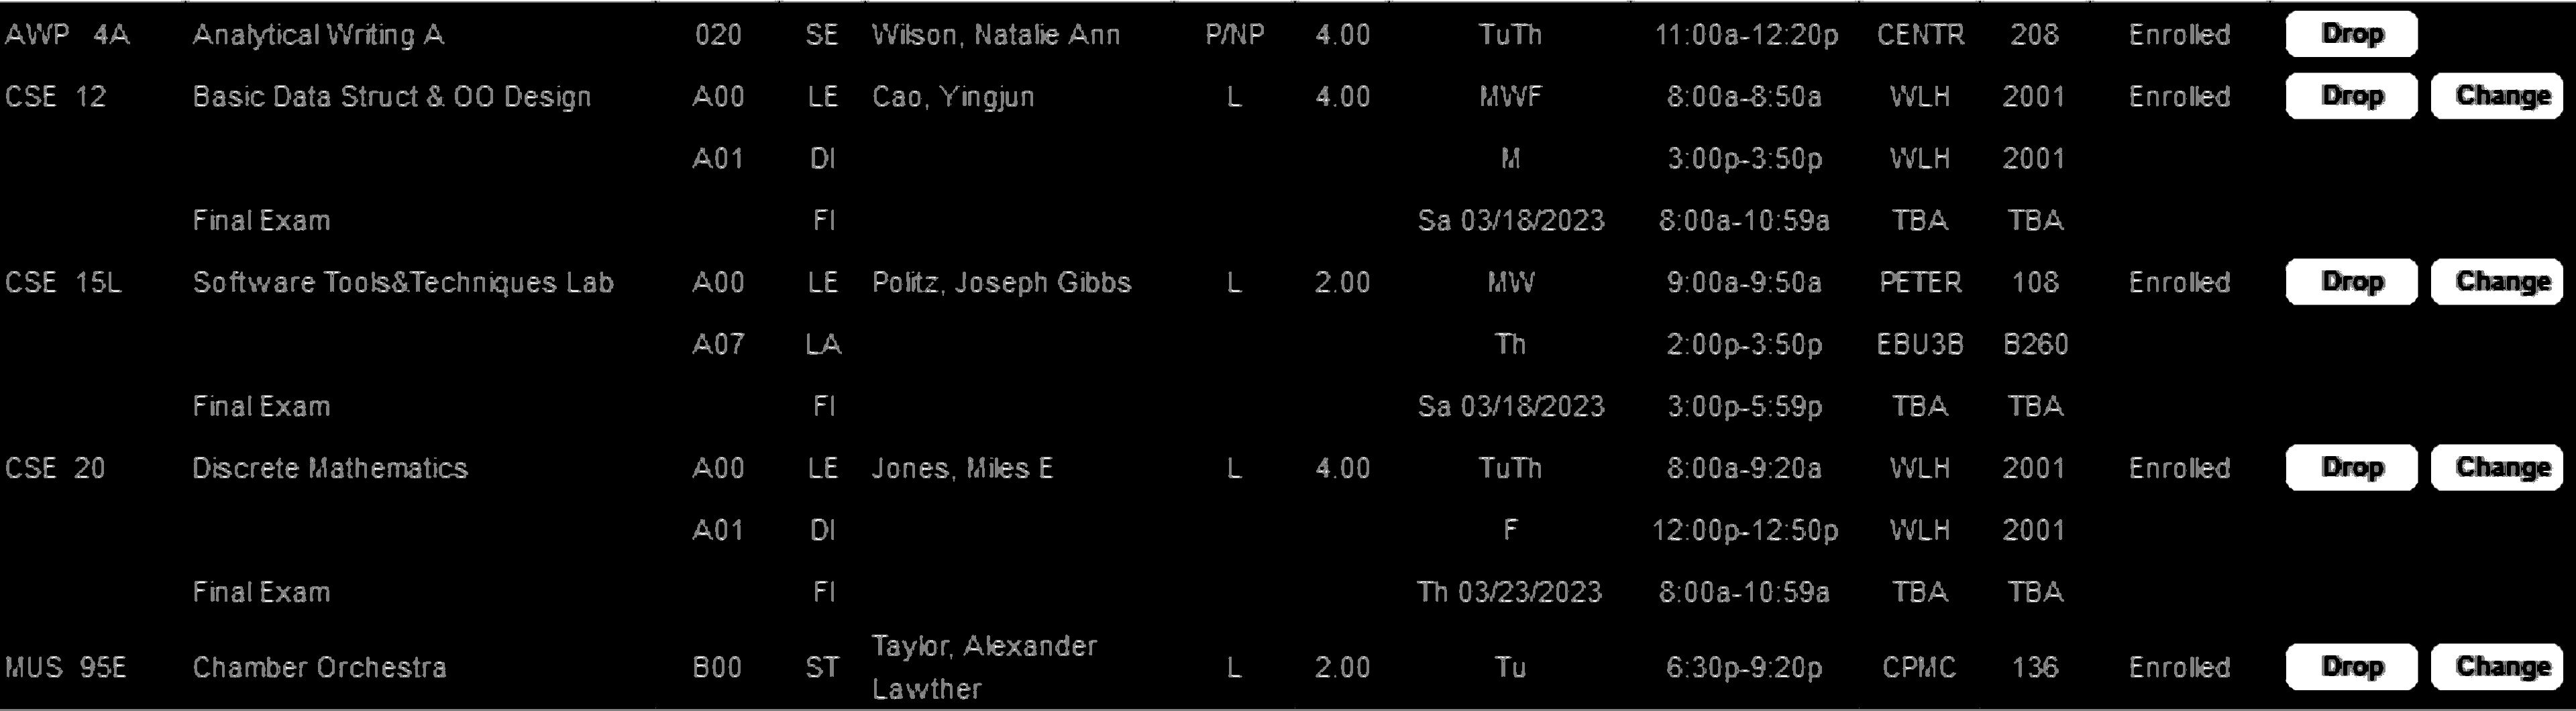 AWP 4A Analytical Writing A 020 SE Wilson, Natalie Ann P/NP 4.00 TuTh 11:00a-12:20p CENTR 208 Enrolled Drop
CSE 12 Basic Data Struct & OO Design A00 LE Cao, Yingjun L 4.00 MWF 8:00a-8:50a WLH 2001 Enrolled Drop Change
A01 DI M 3:00p-3:50p WLH 2001
Final Exam FI Sa 03/18/2023 8:00a-10:59a TBA TBA
CSE 15L Software Tools&Techniques Lab A00 LE Politz, Joseph Gibbs L 2.00 MW 9:00a-9:50a PETER 108 Enrolled Drop Change
A07 LA Th 2:00p-3:50p EBU3B B260
Final Exam FI Sa 03/18/2023 3:00p-5:59p TBA TBA
CSE 20 Discrete Mathematics A00 LE Jones, Miles E L 4.00 TuTh 8:00a-9:20a WLH 2001 Enrolled Drop Change
A01 DI F 12:00p-12:50p WLH 2001
Final Exam FI Th 03/23/2023 8:00a-10:59a TBA TBA
MUS 95E Chamber Orchestra B00 ST Taylor, Alexander
Lawther L 2.00 Tu 6:30p-9:20p CPMC 136 Enrolled Drop Change